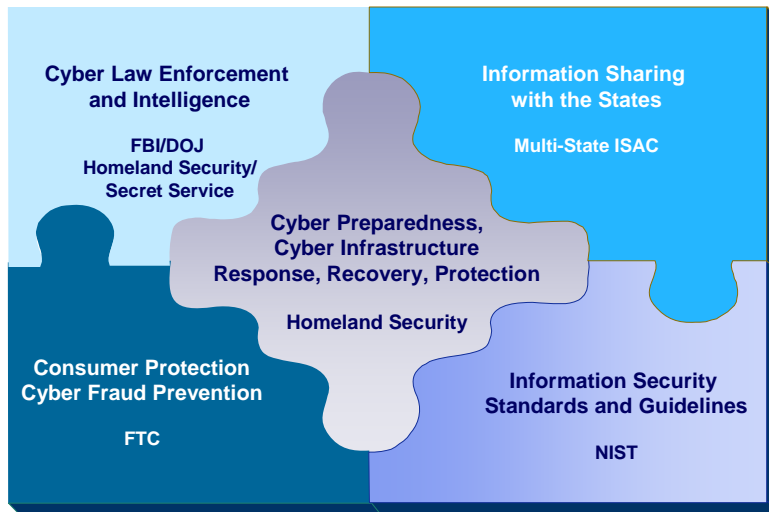 Cyber Law Enforcement
and Intelligence
FBI/DOJ
Homeland Security/
Secret Service
Information Sharing
with the States
Multi-State ISAC
Cyber Preparedness,
Cyber Infrastructure
Response, Recovery, Protection
Homeland Security
Consumer Protection
Cyber Fraud Prevention
FTC
Information Security
Standards and Guidelines
NIST